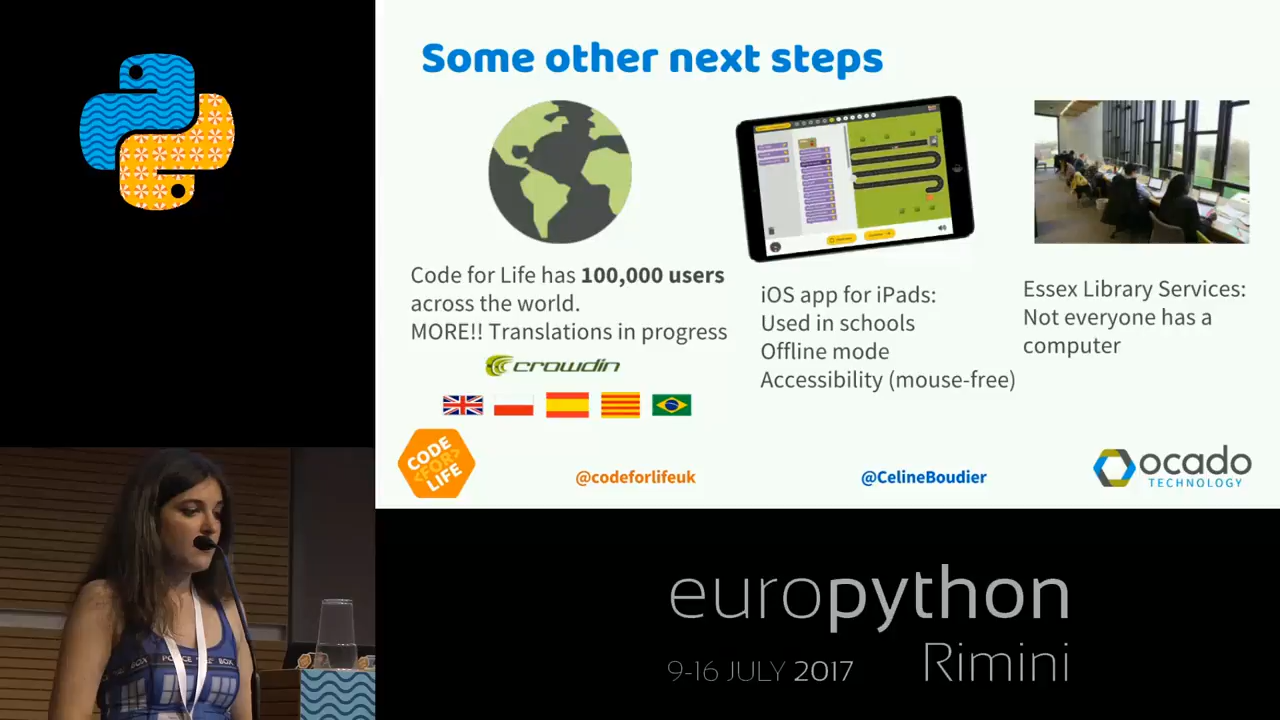 Some other next steps
Code for Life has 100,000 users
across the world.
MORE!! Translations in progress
crowdin
iOS app for iPads:
Used in schools
Offline mode
Accessibility (mouse-free)
Essex Library Services:
Not everyone has a
computer
CODE
<FOR>
LIFE
@codeforlifeuk
@CelineBoudier
ocado
TECHNOLOGY
POLICE BOX
europython
Rimini
9-16 JULY 2017